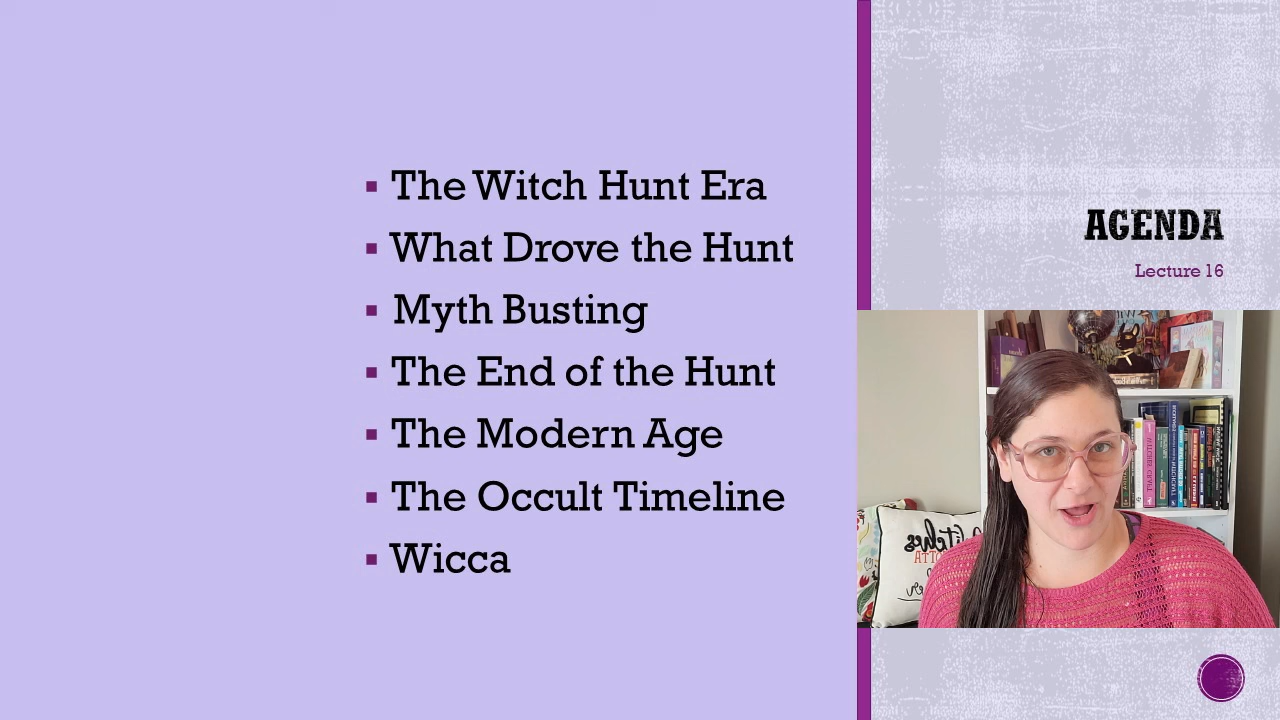 The Witch Hunt Era
What Drove the Hunt
Myth Busting
The End of the Hunt
The Modern Age
The Occult Timeline
Wicca
AGENDA
Lecture 16